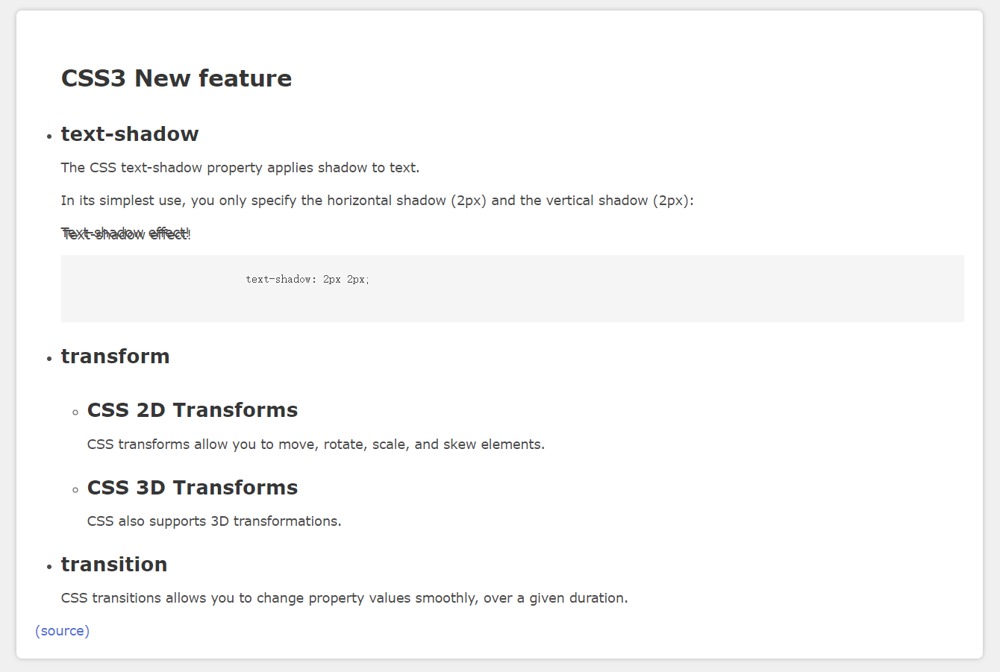 CSS3 New feature
text-shadow
The CSS text-shadow property applies shadow to text.
In its simplest use, you only specify the horizontal shadow (2px) and the vertical shadow (2px):
Text-shadow effect!
text-shadow: 2px 2px;
transform
CSS 2D Transforms
CSS transforms allow you to move, rotate, scale, and skew elements.
CSS 3D Transforms
CSS also supports 3D transformations.
transition
CSS transitions allows you to change property values smoothly, over a given duration.
(source)